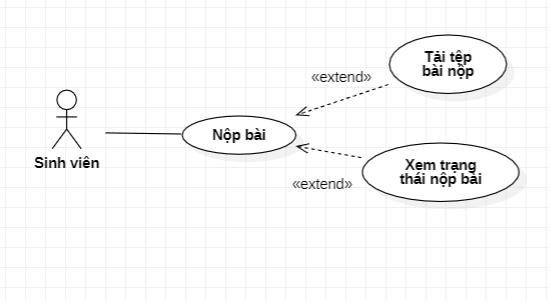 Tải tệp
bài nộp
«extend»
Nộp bài
Sinh viên
Xem trạng
thái nộp bài
«extend»